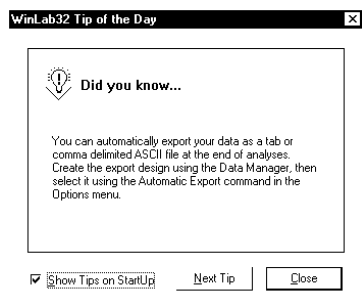 WinLab32 Tip of the Day
Did you know...
You can automatically export your data as a tab or
comma delimited ASCII file at the end of analyses.
Create the export design using the Data Manager, then
select it using the Automatic Export command in the
Options menu.
Show Tips on StartUp Next Tip Close